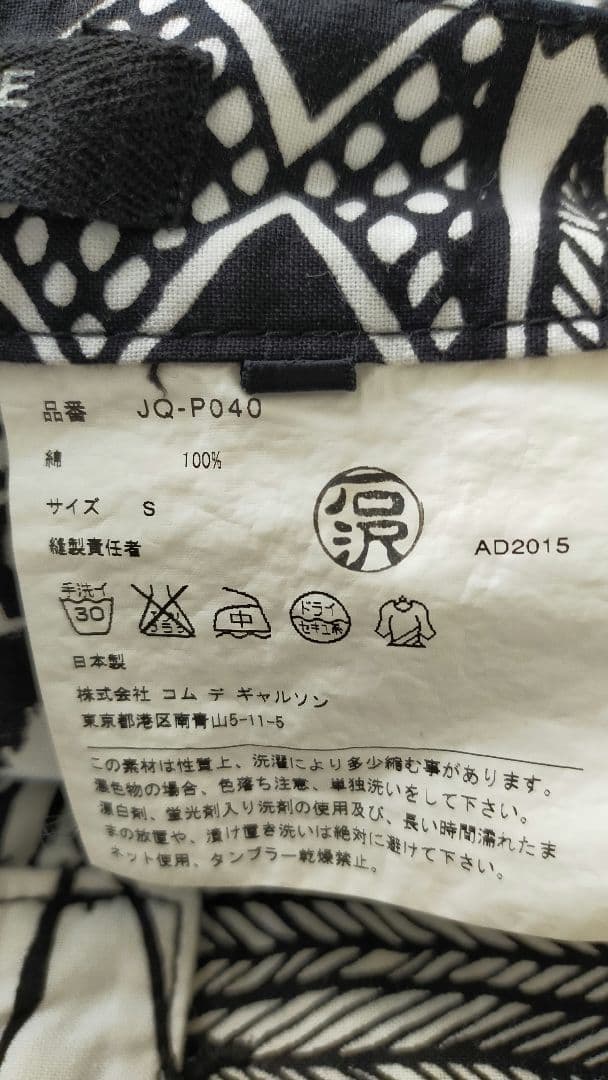 E
品番 JQ-P040
綿 100%
サイズ S
縫製責任者 石沢 AD2015
手洗イ 30 エンソ サラシ 中 ドライ セキユ系
日本製
株式会社 コム デ ギャルソン
東京都港区南青山5-11-5
この素材は性質上、洗濯により多少縮む事があります。
濃色物の場合、色落ち注意、単独洗いをして下さい。
漂白剤、蛍光剤入り洗剤の使用及び、長い時間濡れたま
まの放置や、漬け置き洗いは絶対に避けて下さい。
ネット使用、タンブラー乾燥禁止。